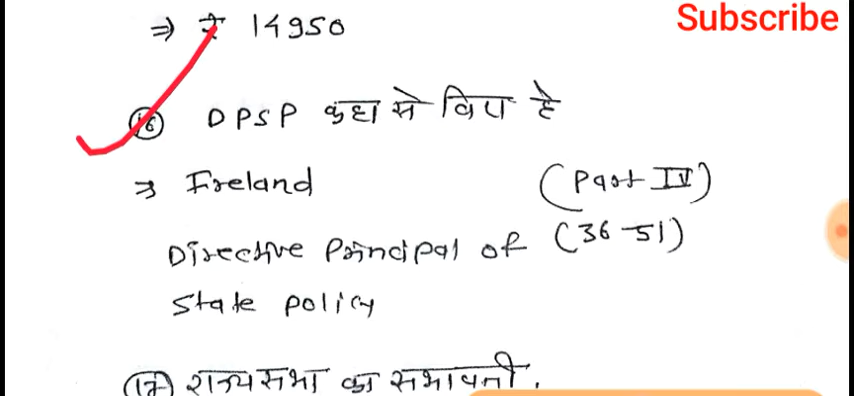 Subscribe
⇒ रु 14950
(16) DPSP कहा से लिए है
⇒ Ireland (Part IV)
Directive Principal of (36-51)
State policy
(17) राज्यसभा का सभापती.